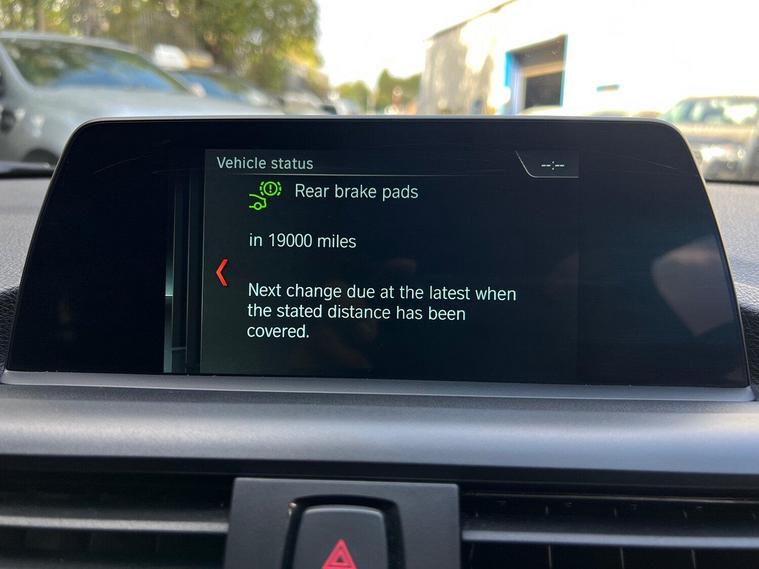 Vehicle status
--:--
Rear brake pads
in 19000 miles
Next change due at the latest when
the stated distance has been
covered.